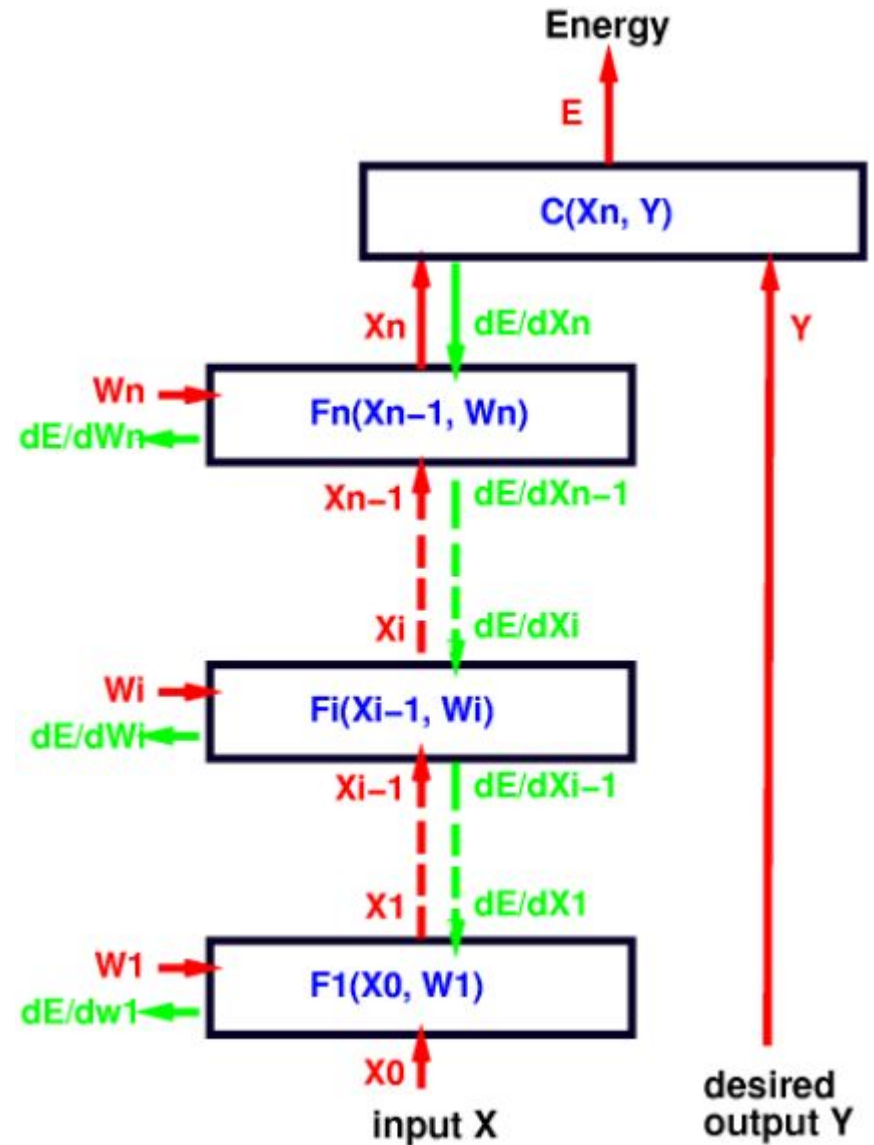 Energy
E
C(Xn, Y)
Xn
dE/dXn
Y
Wn
Fn(Xn−1, Wn)
dE/dWn
Xn−1
dE/dXn−1
Xi
dE/dXi
Wi
Fi(Xi−1, Wi)
dE/dWi
Xi−1
dE/dXi−1
X1
dE/dX1
W1
F1(X0, W1)
dE/dw1
X0
input X
desired
output Y